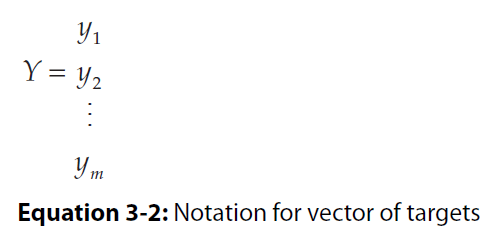 y₁
Y = y₂
⋮
yₘ
Equation 3-2: Notation for vector of targets